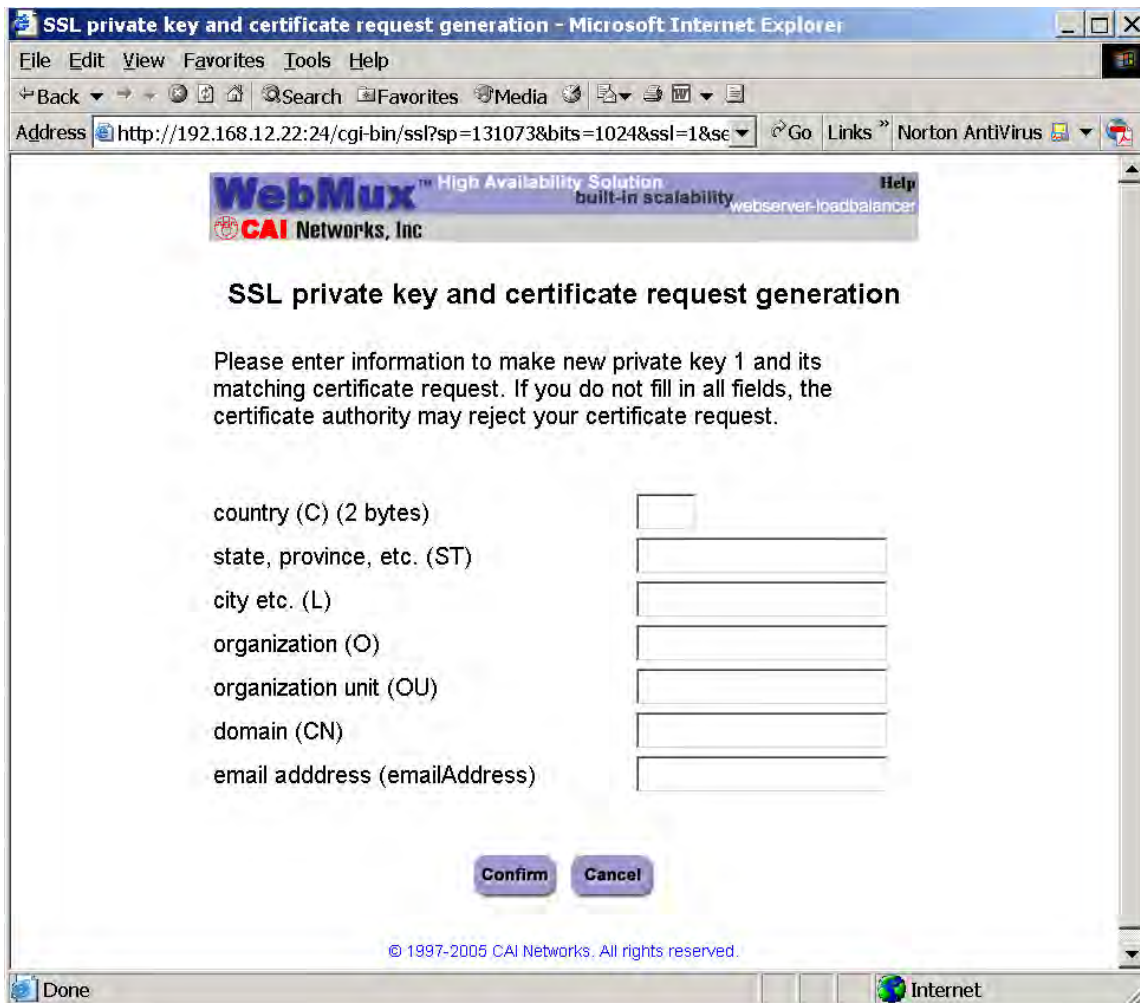 SSL private key and certificate request generation - Microsoft Internet Explorer
File Edit View Favorites Tools Help
Back Search Favorites Media
Address http://192.168.12.22:24/cgi-bin/ssl?sp=131073&bits=1024&ssl=1&se Go Links » Norton AntiVirus
WebMux™ High Availability Solution Help
built-in scalability webserver-loadbalancer
CAI Networks, Inc
SSL private key and certificate request generation
Please enter information to make new private key 1 and its
matching certificate request. If you do not fill in all fields, the
certificate authority may reject your certificate request.
country (C) (2 bytes)
state, province, etc. (ST)
city etc. (L)
organization (O)
organization unit (OU)
domain (CN)
email adddress (emailAddress)
Confirm Cancel
© 1997-2005 CAI Networks. All rights reserved.
Done Internet